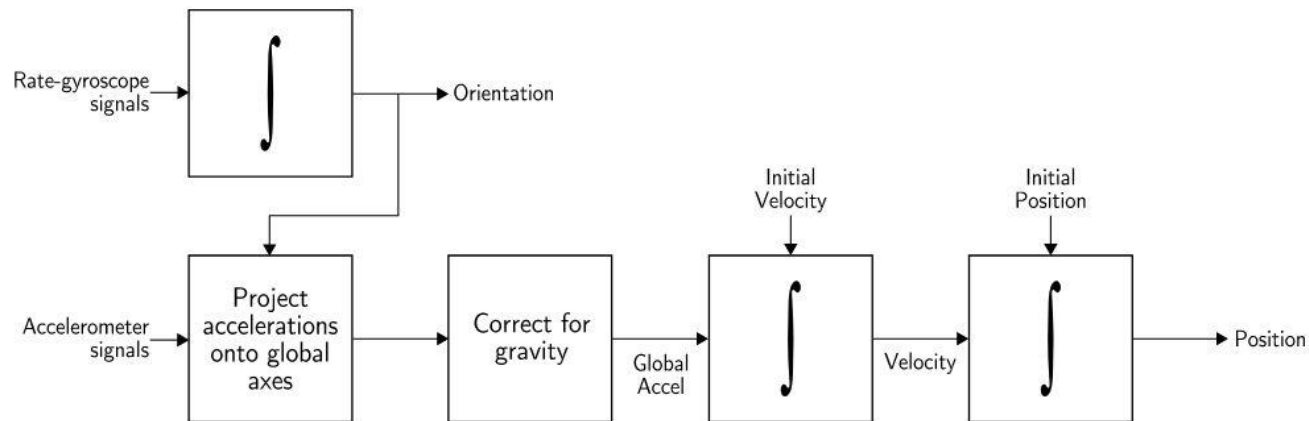 Rate-gyroscope
signals
∫
Orientation
Initial
Velocity
Initial
Position
Accelerometer
signals
Project
accelerations
onto global
axes
Correct for
gravity
Global
Accel
∫
Velocity
∫
Position